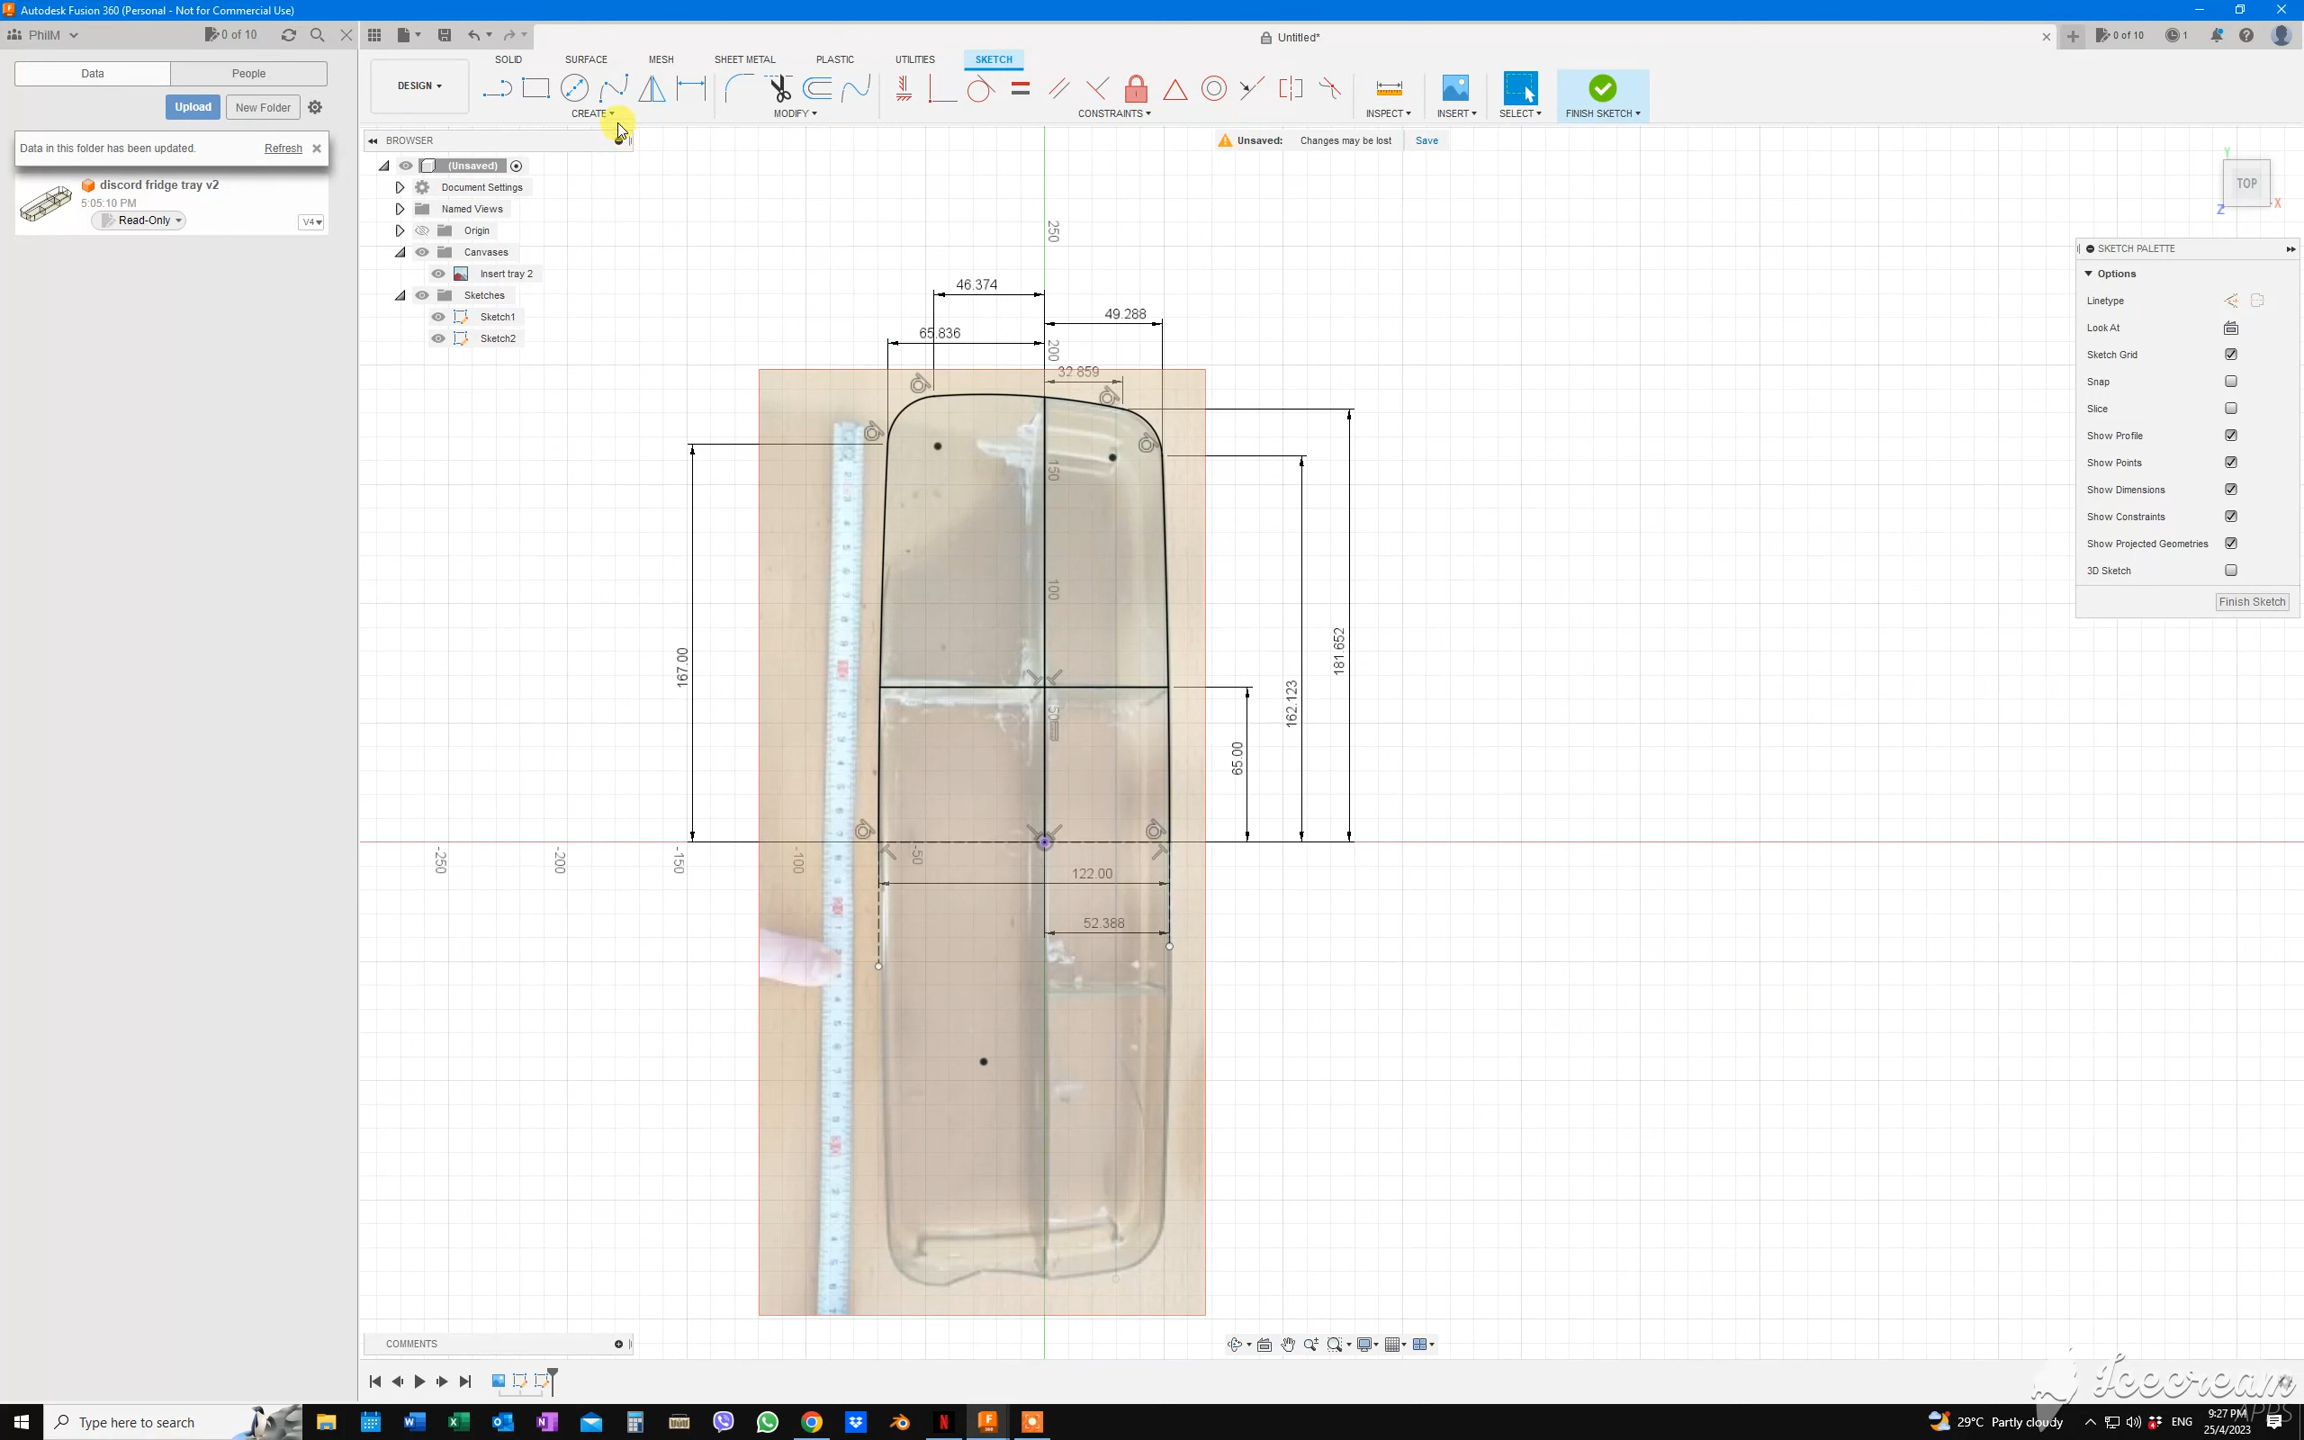 Autodesk Fusion 360 (Personal - Not for Commercial Use)
PhilM
0 of 10
Untitled*
0 of 10
1
Data
People
Upload
New Folder
Data in this folder has been updated.
Refresh
discord fridge tray v2
5:05:10 PM
Read-Only
V4
DESIGN
SOLID
SURFACE
MESH
SHEET METAL
PLASTIC
UTILITIES
SKETCH
CREATE
MODIFY
CONSTRAINTS
INSPECT
INSERT
SELECT
FINISH SKETCH
BROWSER
(Unsaved)
Document Settings
Named Views
Origin
Canvases
Insert tray 2
Sketches
Sketch1
Sketch2
Unsaved:
Changes may be lost
Save
TOP
Y
X
Z
SKETCH PALETTE
Options
Linetype
Look At
Sketch Grid
Snap
Slice
Show Profile
Show Points
Show Dimensions
Show Constraints
Show Projected Geometries
3D Sketch
Finish Sketch
250
46.374
49.288
65.836
200
32.859
150
100
167.00
181.652
162.123
50
65.00
-250
-200
-150
-100
-50
122.00
52.388
COMMENTS
Icecream
APPS
Type here to search
29°C Partly cloudy
ENG
9:27 PM
25/4/2023